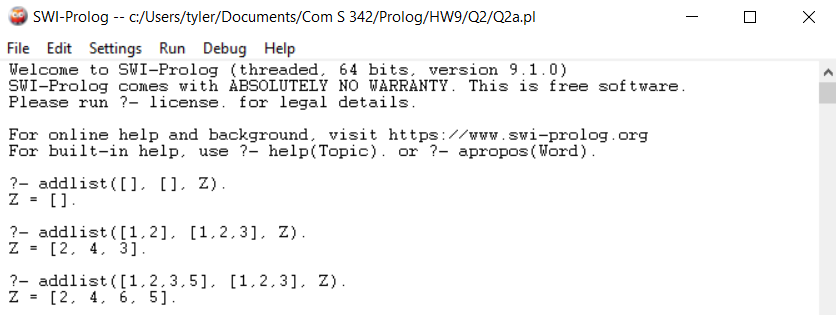 SWI-Prolog -- c:/Users/tyler/Documents/Com S 342/Prolog/HW9/Q2/Q2a.pl
File Edit Settings Run Debug Help
Welcome to SWI-Prolog (threaded, 64 bits, version 9.1.0)
SWI-Prolog comes with ABSOLUTELY NO WARRANTY. This is free software.
Please run ?- license. for legal details.
For online help and background, visit https://www.swi-prolog.org
For built-in help, use ?- help(Topic). or ?- apropos(Word).
?- addlist([], [], Z).
Z = [].
?- addlist([1,2], [1,2,3], Z).
Z = [2, 4, 3].
?- addlist([1,2,3,5], [1,2,3], Z).
Z = [2, 4, 6, 5].